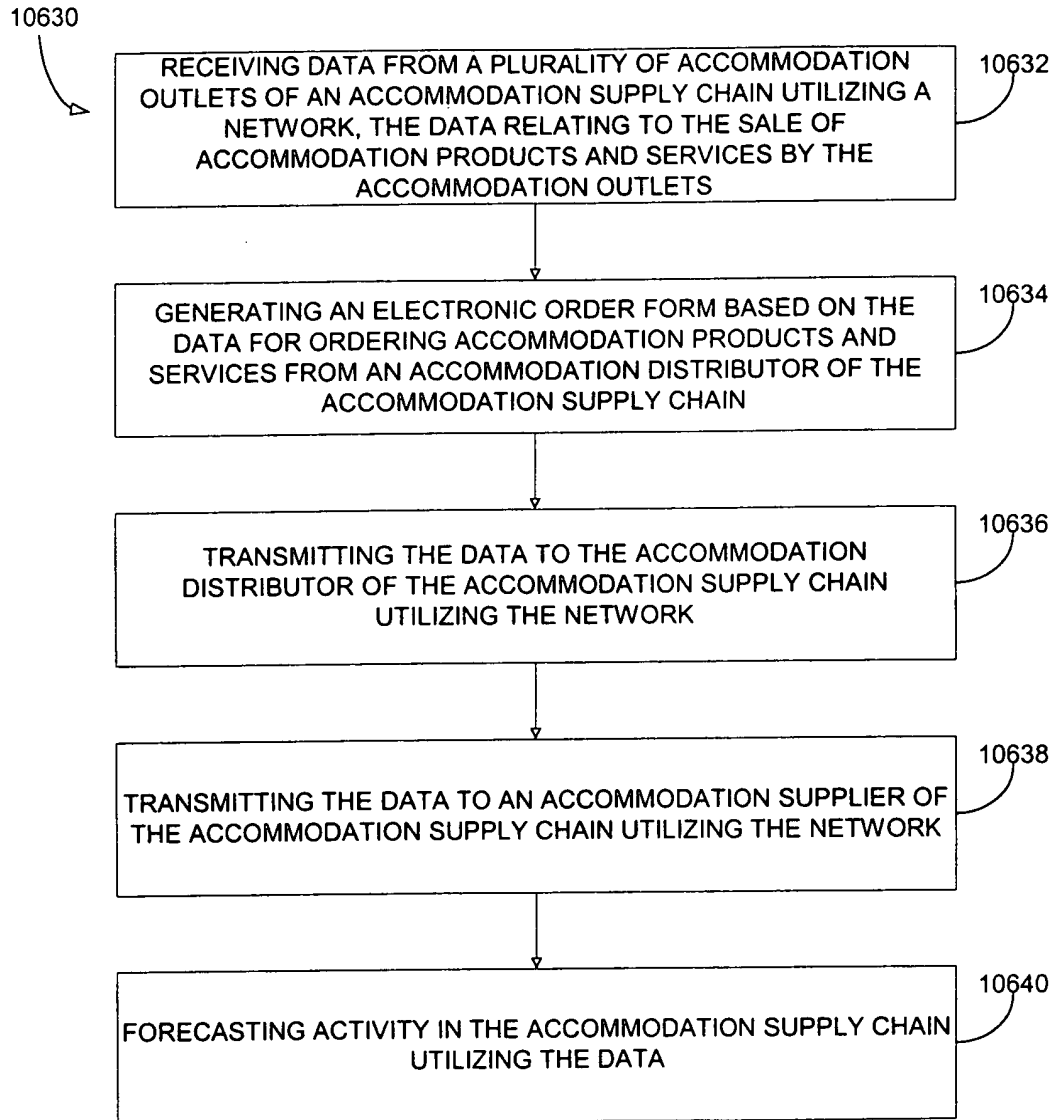 10630
RECEIVING DATA FROM A PLURALITY OF ACCOMMODATION
OUTLETS OF AN ACCOMMODATION SUPPLY CHAIN UTILIZING A
NETWORK, THE DATA RELATING TO THE SALE OF
ACCOMMODATION PRODUCTS AND SERVICES BY THE
ACCOMMODATION OUTLETS
10632
GENERATING AN ELECTRONIC ORDER FORM BASED ON THE
DATA FOR ORDERING ACCOMMODATION PRODUCTS AND
SERVICES FROM AN ACCOMMODATION DISTRIBUTOR OF THE
ACCOMMODATION SUPPLY CHAIN
10634
TRANSMITTING THE DATA TO THE ACCOMMODATION
DISTRIBUTOR OF THE ACCOMMODATION SUPPLY CHAIN
UTILIZING THE NETWORK
10636
TRANSMITTING THE DATA TO AN ACCOMMODATION SUPPLIER OF
THE ACCOMMODATION SUPPLY CHAIN UTILIZING THE NETWORK
10638
FORECASTING ACTIVITY IN THE ACCOMMODATION SUPPLY CHAIN
UTILIZING THE DATA
10640